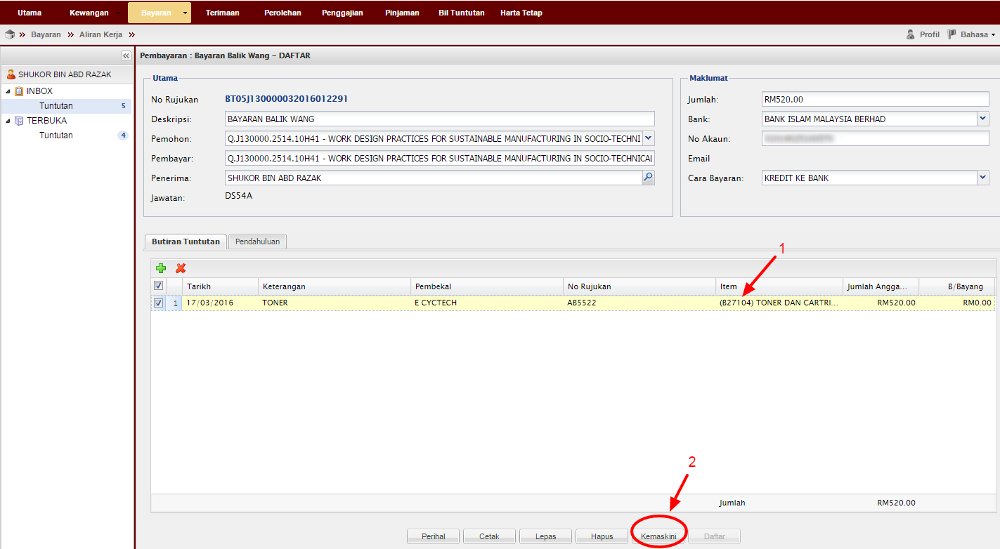 Utama Kewangan Bayaran Terimaan Perolehan Penggajian Pinjaman Bil Tuntutan Harta Tetap
Bayaran Aliran Kerja Profil Bahasa
Pembayaran : Bayaran Balik Wang – DAFTAR
SHUKOR BIN ABD RAZAK
INBOX
Tuntutan 5
TERBUKA
Tuntutan 4
Utama
No Rujukan BT05J130000032016012291
Deskripsi: BAYARAN BALIK WANG
Pemohon: Q.J130000.2514.10H41 - WORK DESIGN PRACTICES FOR SUSTAINABLE MANUFACTURING IN SOCIO-TECHNI
Pembayar: Q.J130000.2514.10H41 - WORK DESIGN PRACTICES FOR SUSTAINABLE MANUFACTURING IN SOCIO-TECHNICAL
Penerima: SHUKOR BIN ABD RAZAK
Jawatan: DS54A
Maklumat
Jumlah: RM520.00
Bank: BANK ISLAM MALAYSIA BERHAD
No Akaun:
Email
Cara Bayaran: KREDIT KE BANK
Butiran Tuntutan Pendahuluan
1
Tarikh Keterangan Pembekal No Rujukan Item Jumlah Angga... B/Bayang
1 17/03/2016 TONER E CYCTECH AB5522 (B27104) TONER DAN CARTRI... RM520.00 RM0.00
2
Jumlah RM520.00
Perihal Cetak Lepas Hapus Kemaskini Daftar